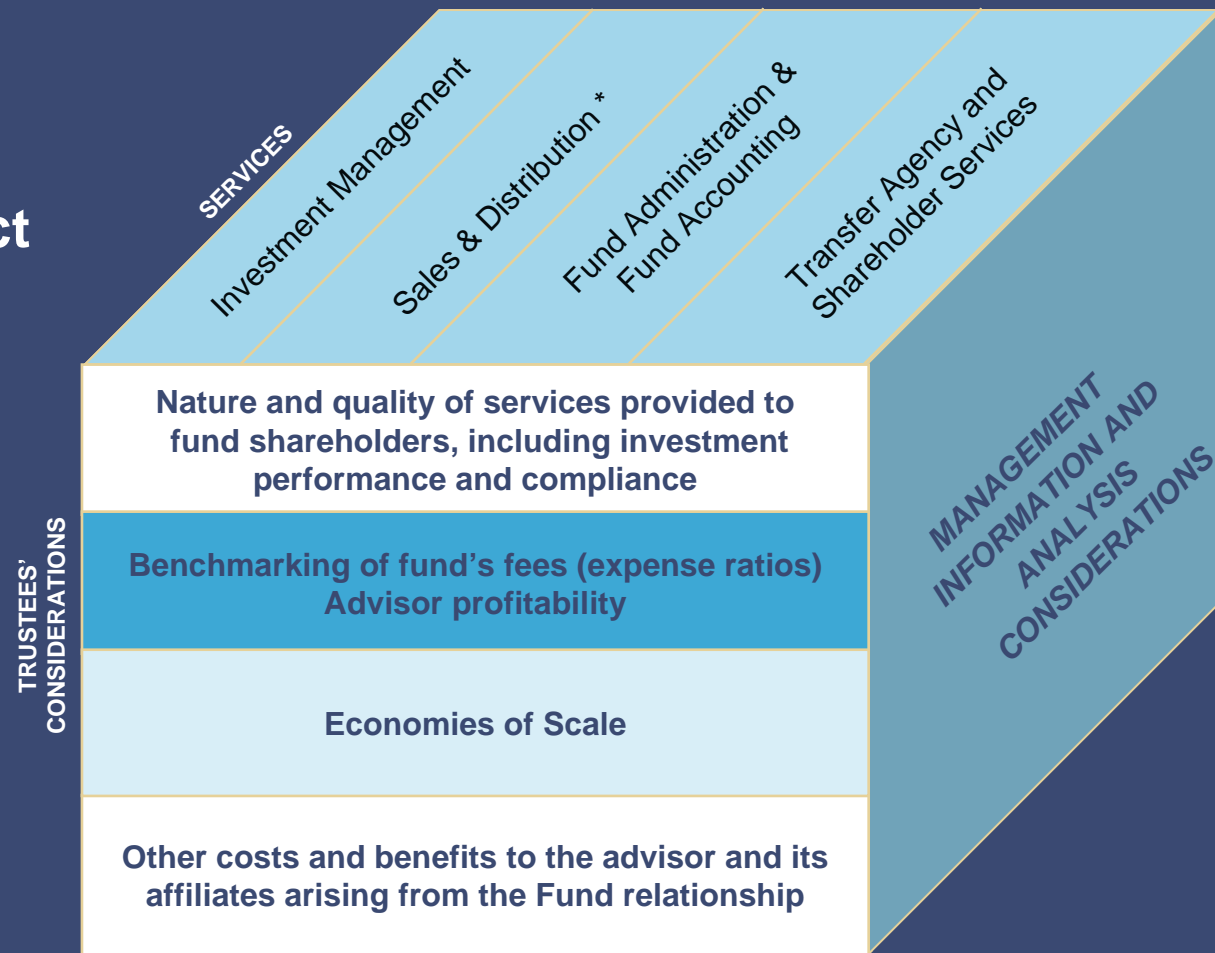 ct
SERVICES
Investment Management
Sales & Distribution *
Fund Administration &
Fund Accounting
Transfer Agency and
Shareholder Services
TRUSTEES’
CONSIDERATIONS
Nature and quality of services provided to
fund shareholders, including investment
performance and compliance
Benchmarking of fund’s fees (expense ratios)
Advisor profitability
Economies of Scale
Other costs and benefits to the advisor and its
affiliates arising from the Fund relationship
MANAGEMENT
INFORMATION AND
ANALYSIS
CONSIDERATIONS